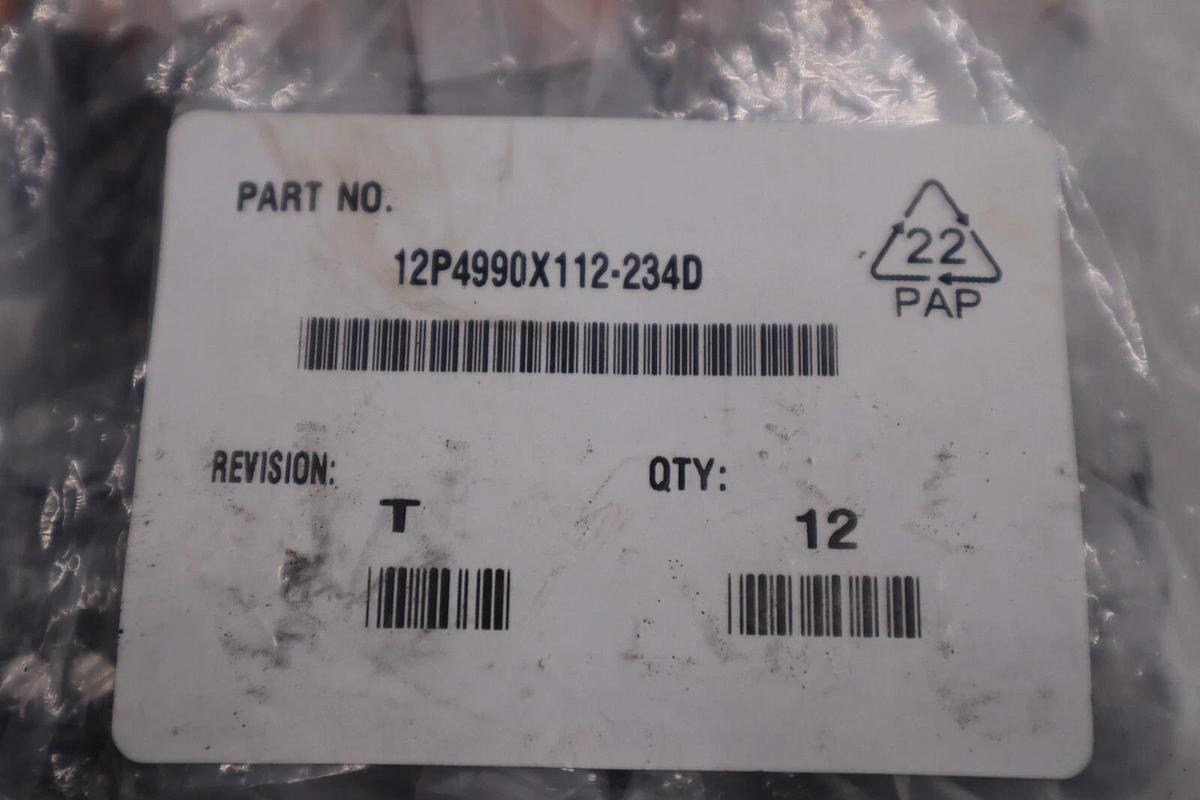 PART NO.
12P4990X112-234D
22
PAP
REVISION:
QTY:
T
12